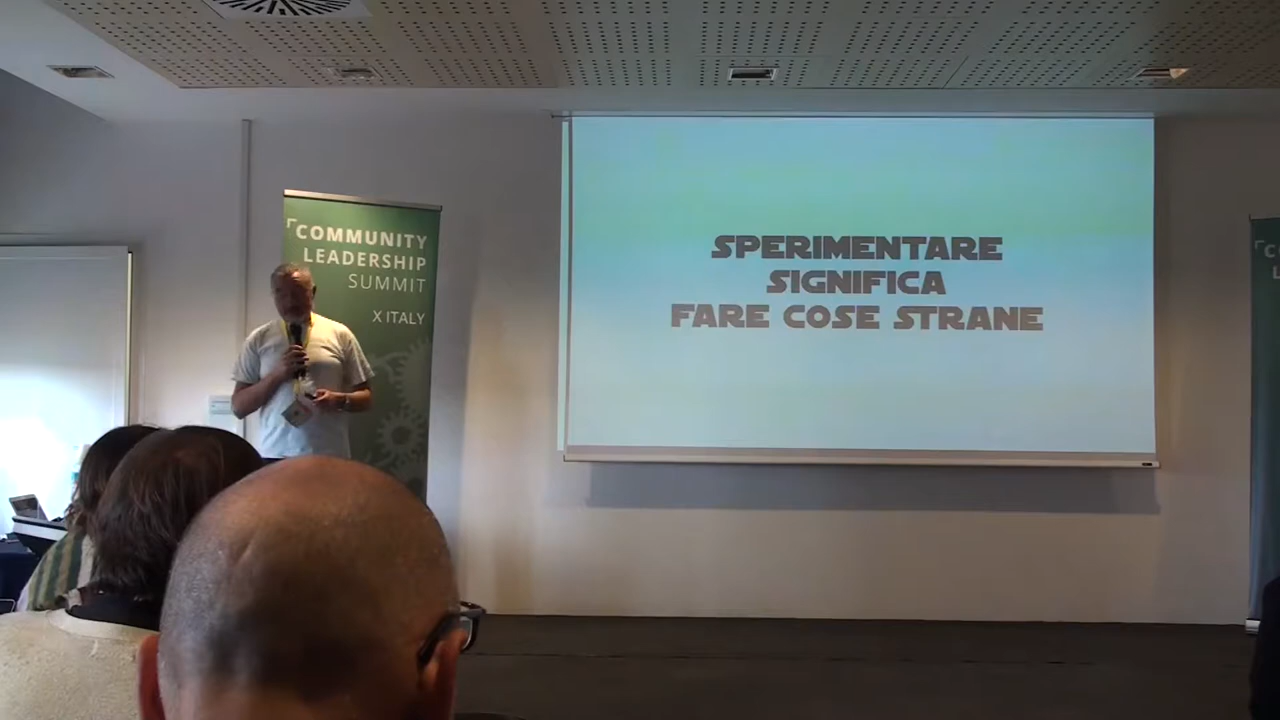 COMMUNITY
LEADERSHIP
SUMMIT
X ITALY
SPERIMENTARE
SIGNIFICA
FARE COSE STRANE